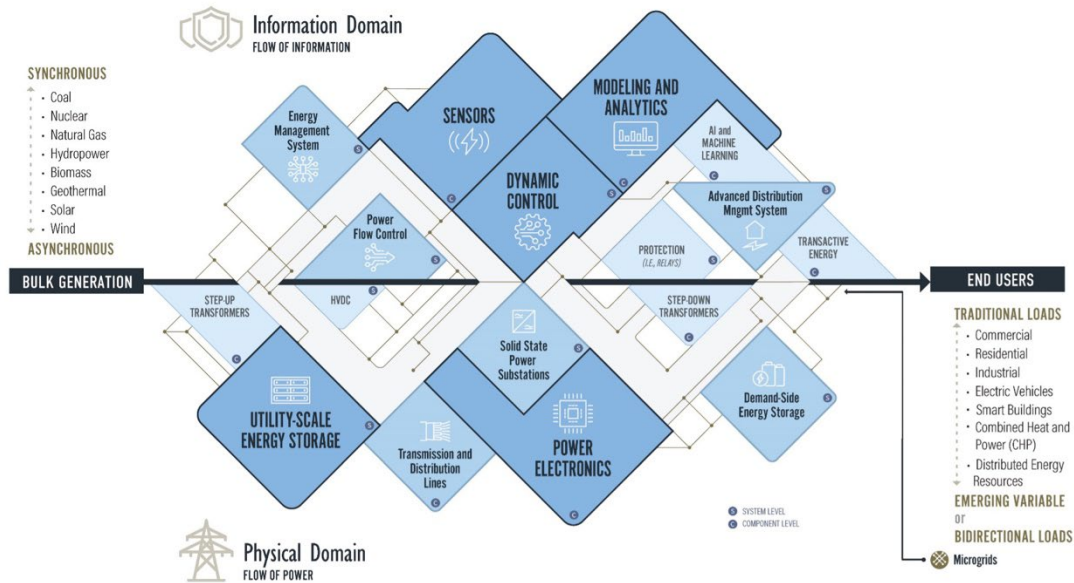 Information Domain
FLOW OF INFORMATION
SYNCHRONOUS
• Coal
• Nuclear
• Natural Gas
• Hydropower
• Biomass
• Geothermal
• Solar
• Wind
ASYNCHRONOUS
BULK GENERATION
Energy
Management
System
S
SENSORS
C
MODELING AND
ANALYTICS
C
DYNAMIC
CONTROL
S
AI and
MACHINE
LEARNING
C
Advanced Distribution
Mngmt System
S
Power
Flow Control
S
PROTECTION
(I.E., RELAYS)
S
TRANSACTIVE
ENERGY
C
STEP-UP
TRANSFORMERS
C
HVDC
S
STEP-DOWN
TRANSFORMERS
C
Solid State
Power
Substations
S
UTILITY-SCALE
ENERGY STORAGE
S
Transmission and
Distribution
Lines
C
POWER
ELECTRONICS
C
Demand-Side
Energy Storage
S
END USERS
TRADITIONAL LOADS
• Commercial
• Residential
• Industrial
• Electric Vehicles
• Smart Buildings
• Combined Heat and
Power (CHP)
• Distributed Energy
Resources
EMERGING VARIABLE
or
BIDIRECTIONAL LOADS
Microgrids
S SYSTEM LEVEL
C COMPONENT LEVEL
Physical Domain
FLOW OF POWER